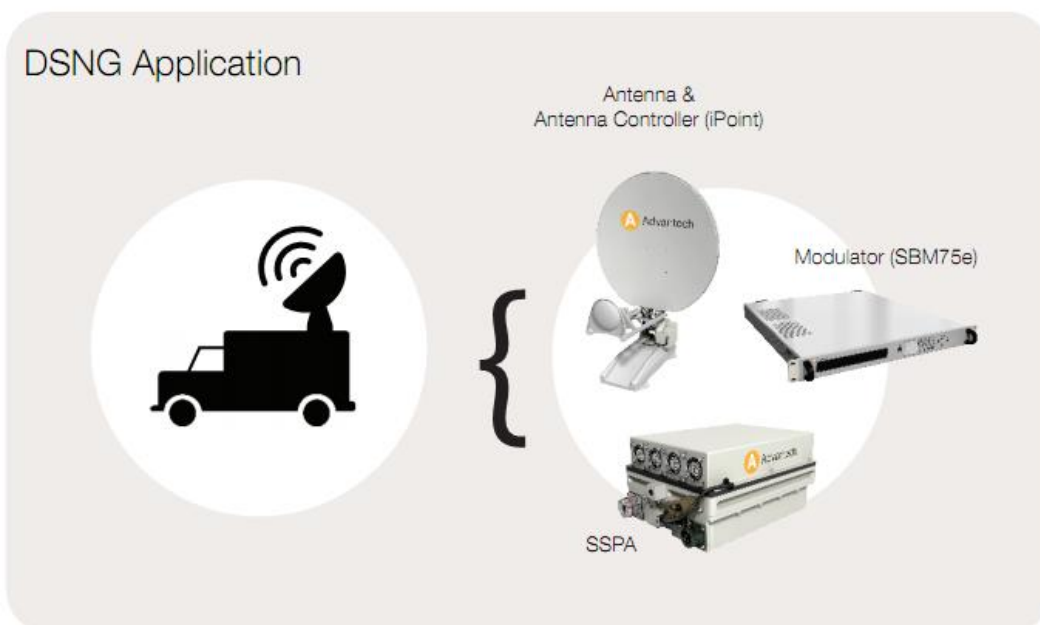 DSNG Application
Antenna &
Antenna Controller (iPoint)
A Advantech
Modulator (SBM75e)
A Advantech
SSPA